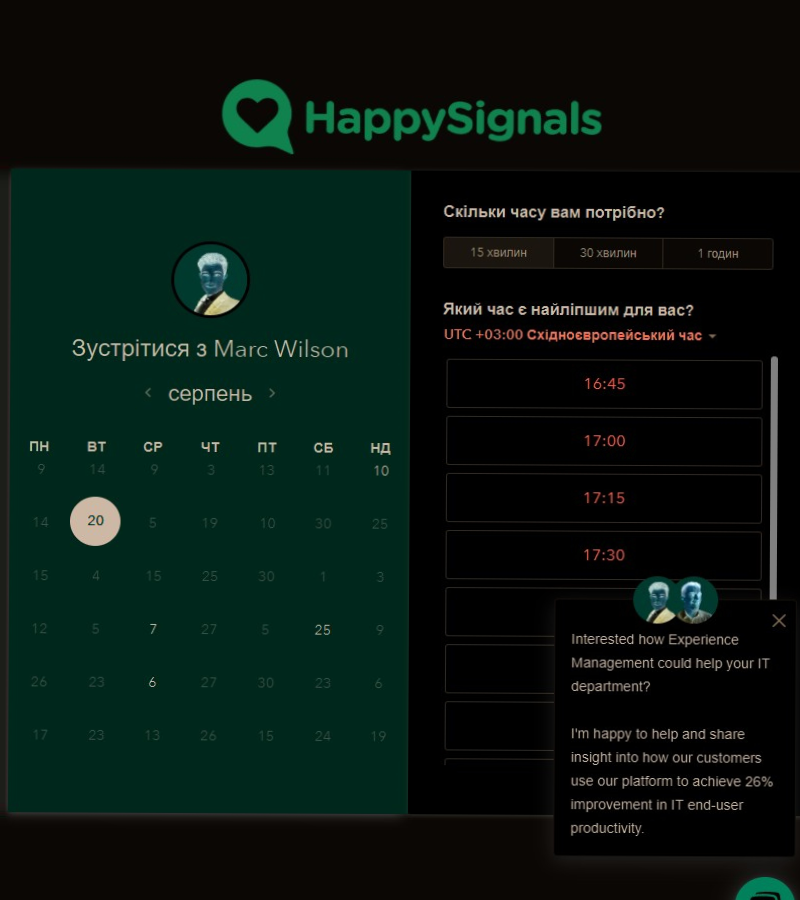 HappySignals
Зустрітися з Marc Wilson
серпень
ПН ВТ СР ЧТ ПТ СБ НД
9 14 9 3 13 11 10
14 20 5 19 10 30 25
15 4 15 25 30 1 3
12 5 7 27 5 25 9
26 23 6 27 30 23 6
17 23 13 26 15 24 19
Скільки часу вам потрібно?
15 хвилин 30 хвилин 1 годин
Який час є найліпшим для вас?
UTC +03:00 Східноєвропейський час
16:45
17:00
17:15
17:30
Interested how Experience
Management could help your IT
department?
I'm happy to help and share
insight into how our customers
use our platform to achieve 26%
improvement in IT end-user
productivity.